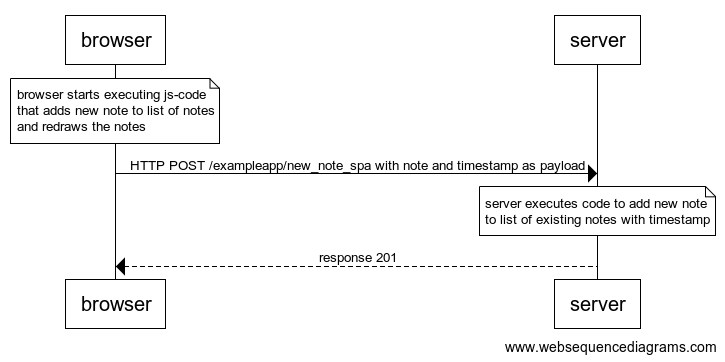 browser
server
browser starts executing js-code
that adds new note to list of notes
and redraws the notes
HTTP POST /exampleapp/new_note_spa with note and timestamp as payload
server executes code to add new note
to list of existing notes with timestamp
response 201
browser
server
www.websequencediagrams.com